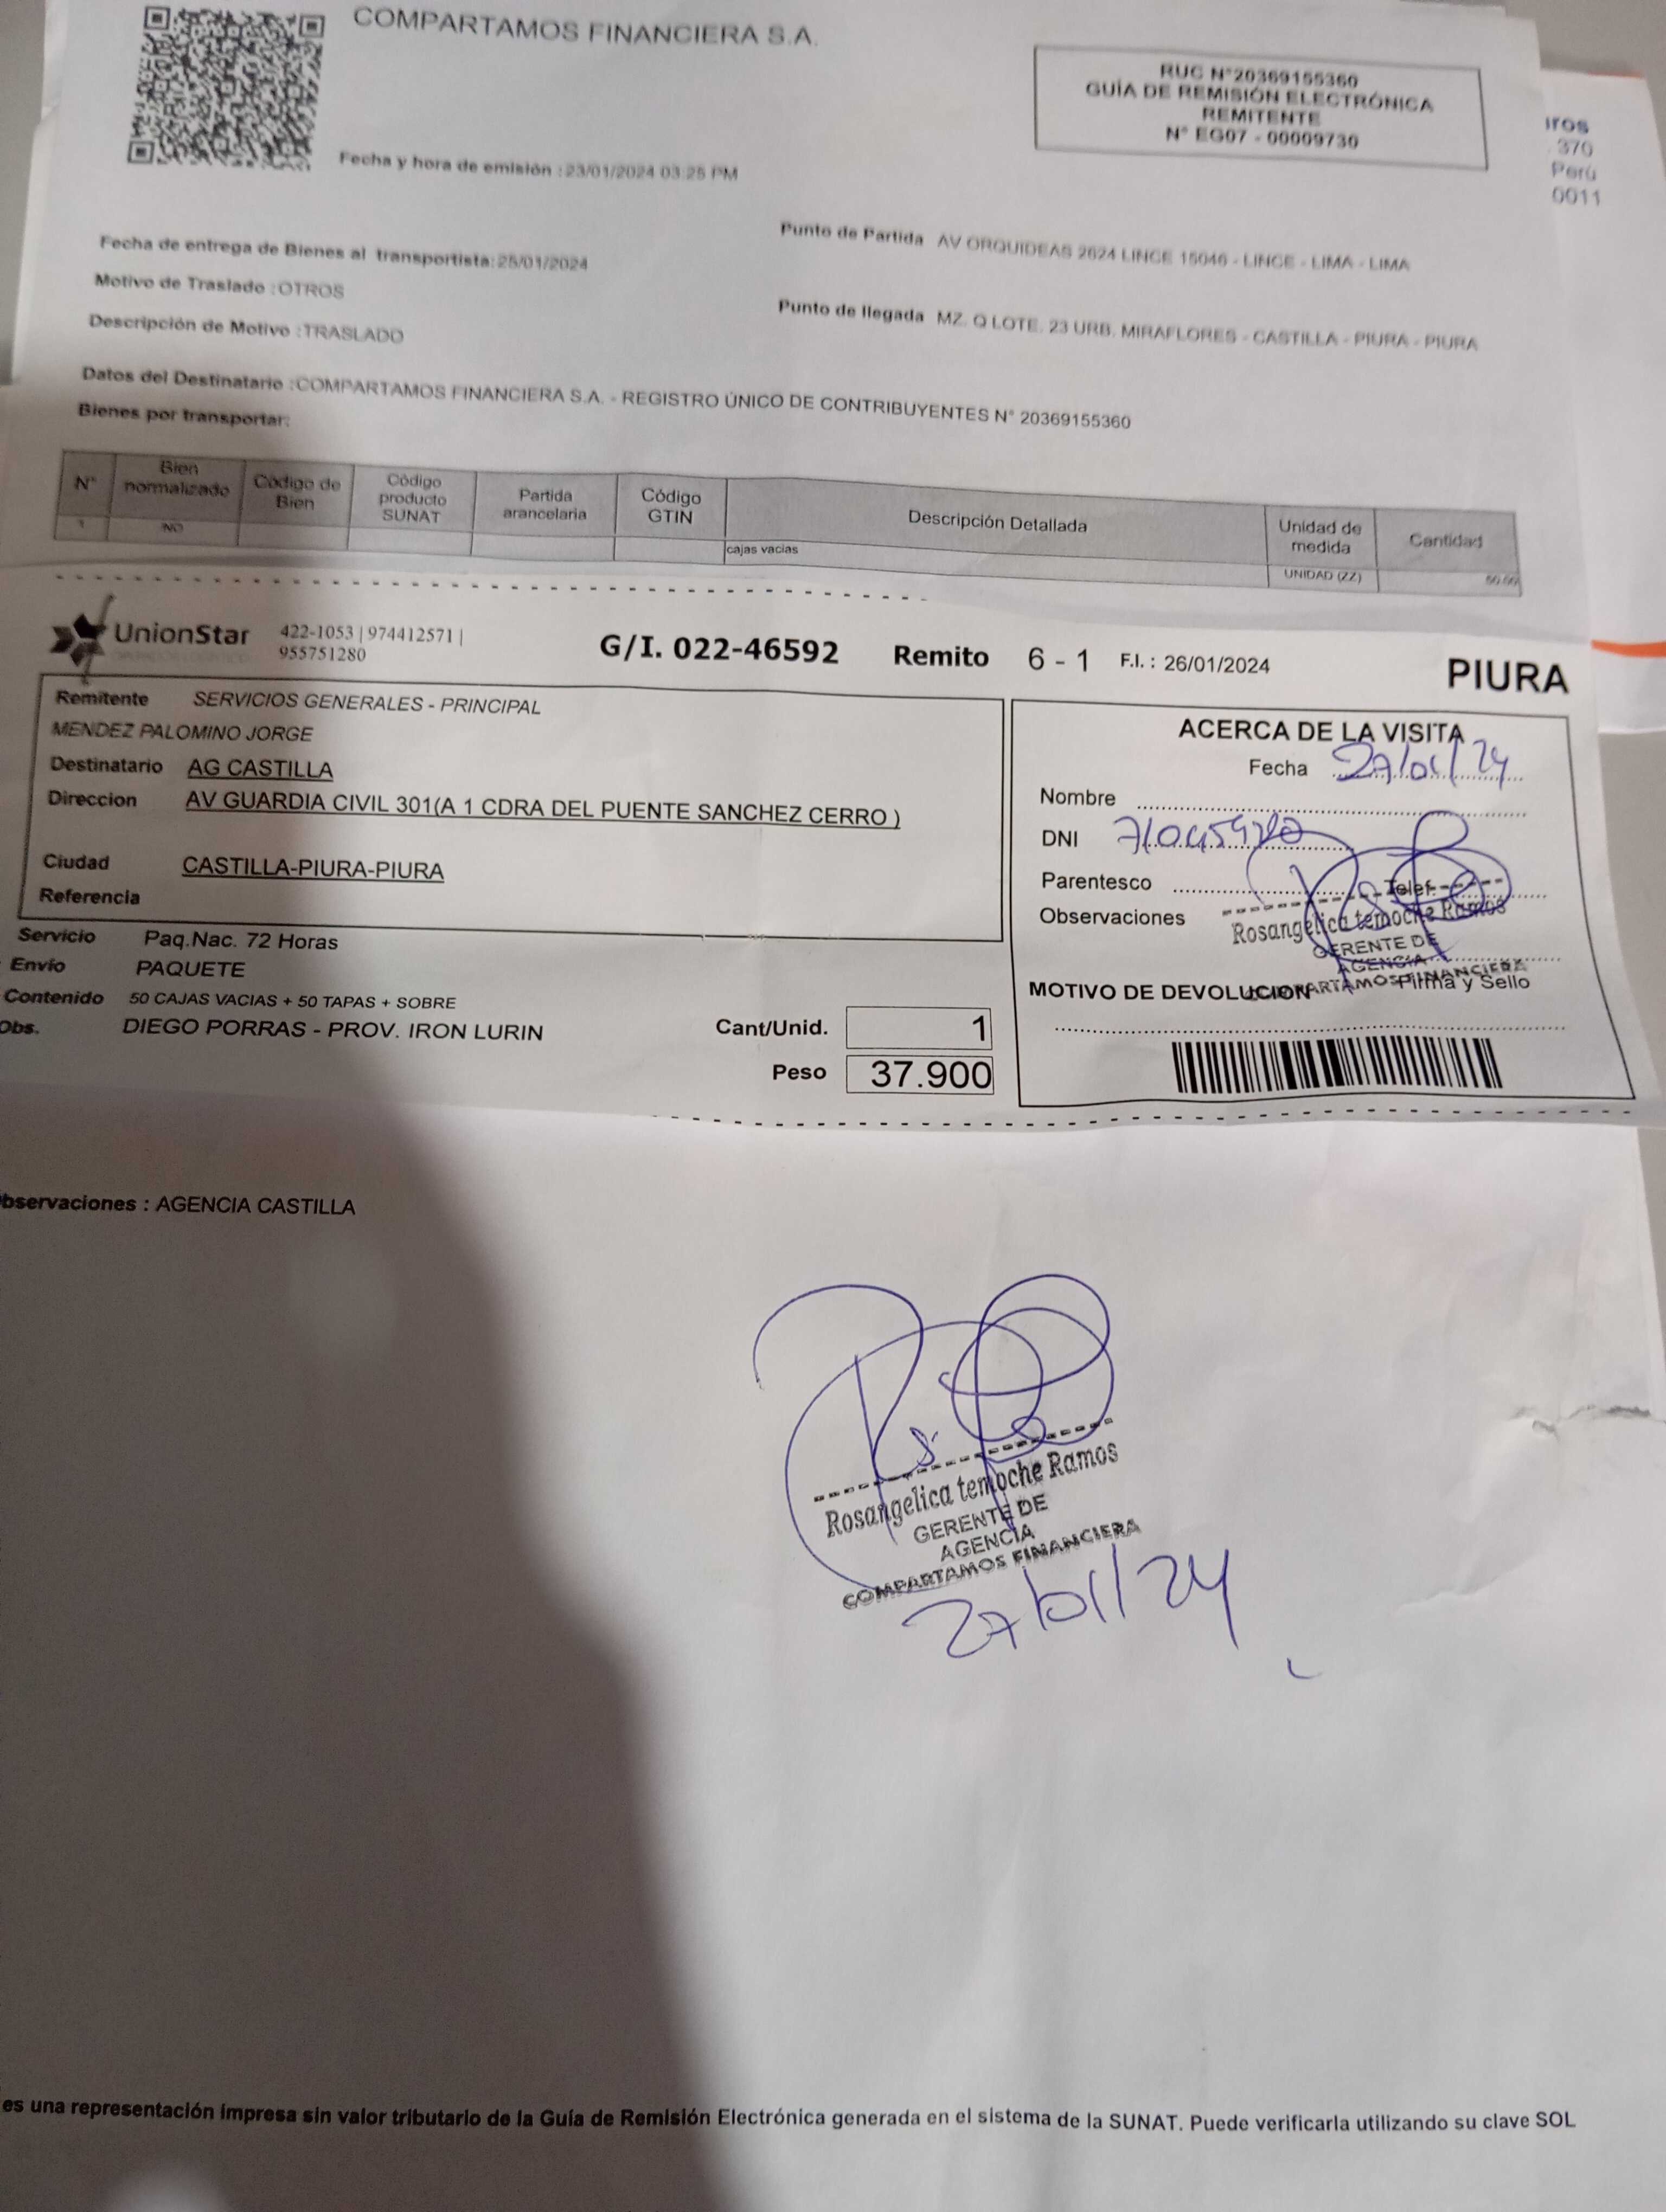 COMPARTAMOS FINANCIERA S.A.
RUC N°20369155360
GUÍA DE REMISIÓN ELECTRÓNICA
REMITENTE
N° EG07 - 00009730
iros
370
Perú
0011
Fecha y hora de emisión :23/01/2024 03:25 PM
Fecha de entrega de Bienes al transportista:25/01/2024
Punto de Partida AV ORQUIDEAS 2624 LINCE 15046 - LINCE - LIMA - LIMA
Motivo de Traslado :OTROS
Punto de llegada MZ. Q LOTE. 23 URB. MIRAFLORES - CASTILLA - PIURA - PIURA
Descripción de Motivo :TRASLADO
Datos del Destinatario :COMPARTAMOS FINANCIERA S.A. - REGISTRO ÚNICO DE CONTRIBUYENTES N° 20369155360
Bienes por transportar:
N° Bien normalizado Código de Bien Código producto SUNAT Partida arancelaria Código GTIN Descripción Detallada Unidad de medida Cantidad
1 NO cajas vacias UNIDAD (ZZ)
UnionStar 422-1053 | 974412571 |
955751280
G/I. 022-46592 Remito 6 - 1 F.I. : 26/01/2024 PIURA
Remitente SERVICIOS GENERALES - PRINCIPAL
MENDEZ PALOMINO JORGE
Destinatario AG CASTILLA
Direccion AV GUARDIA CIVIL 301(A 1 CDRA DEL PUENTE SANCHEZ CERRO )
Ciudad CASTILLA-PIURA-PIURA
Referencia
Servicio Paq.Nac. 72 Horas
Envío PAQUETE
Contenido 50 CAJAS VACIAS + 50 TAPAS + SOBRE
Obs. DIEGO PORRAS - PROV. IRON LURIN
Cant/Unid. 1
Peso 37.900
ACERCA DE LA VISITA
Fecha 27/01/24
Nombre
DNI
Parentesco Telef.
Observaciones
Rosangelica temoche Ramos
GERENTE DE
AGENCIA
COMPARTAMOS FINANCIERA
Firma y Sello
MOTIVO DE DEVOLUCION
bservaciones : AGENCIA CASTILLA
Rosangelica temoche Ramos
GERENTE DE
AGENCIA
COMPARTAMOS FINANCIERA
27/01/24
es una representación impresa sin valor tributario de la Guía de Remisión Electrónica generada en el sistema de la SUNAT. Puede verificarla utilizando su clave SOL